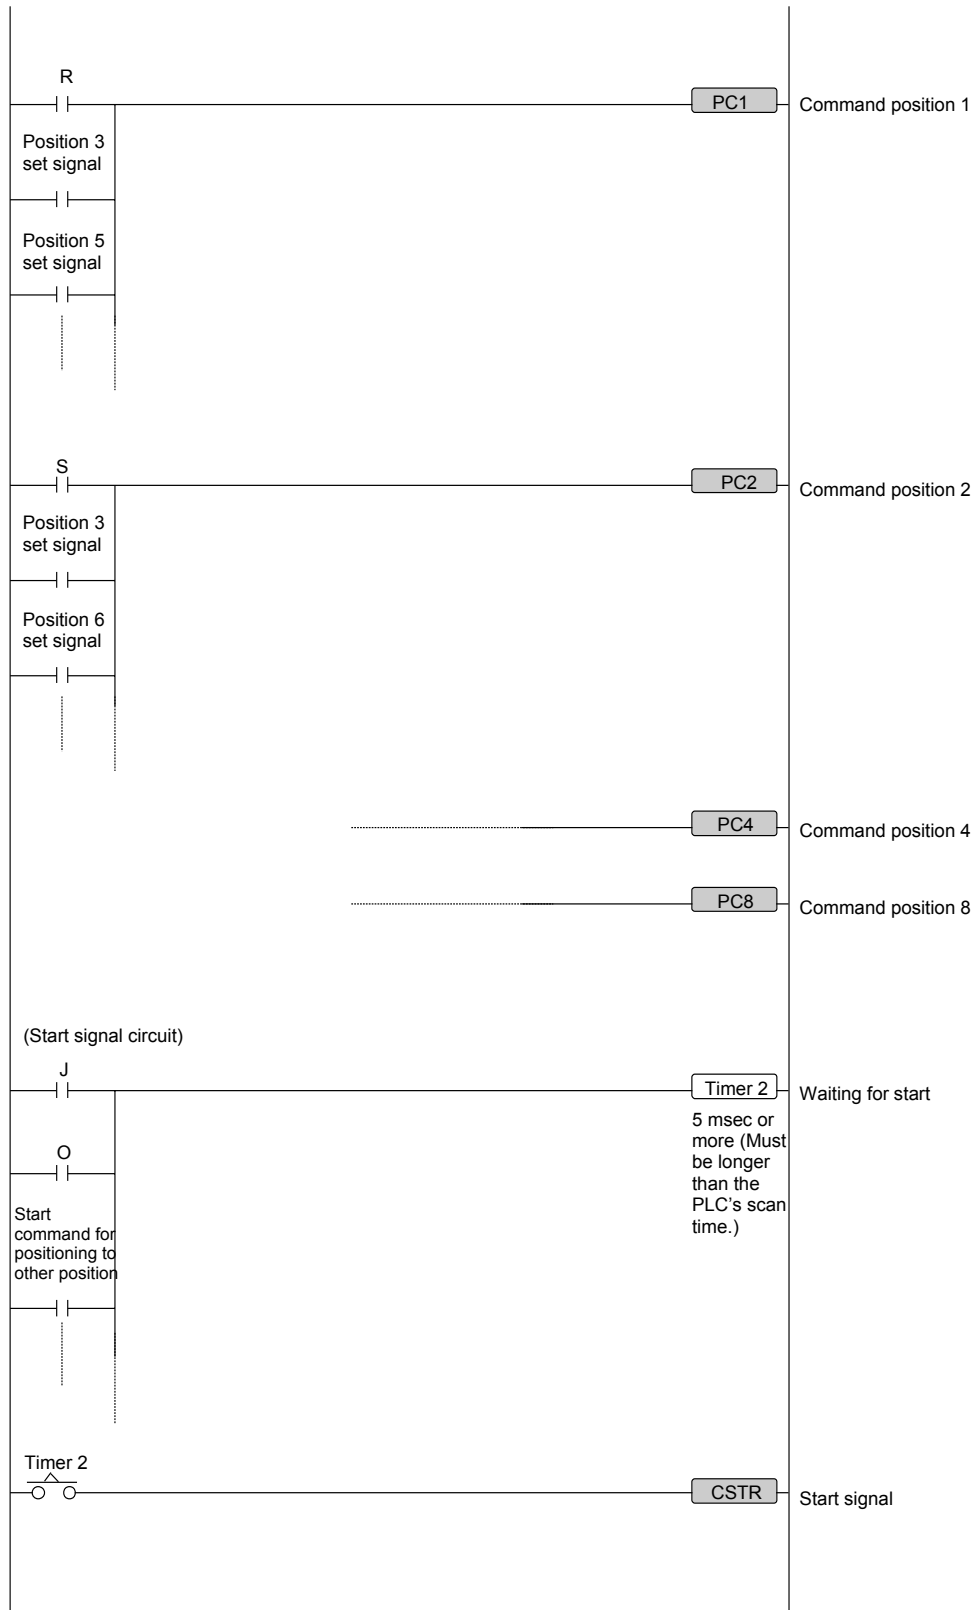 R
PC1
Command position 1
Position 3
set signal
Position 5
set signal
S
PC2
Command position 2
Position 3
set signal
Position 6
set signal
PC4
Command position 4
PC8
Command position 8
(Start signal circuit)
J
Timer 2
Waiting for start
5 msec or
more (Must
be longer
than the
PLC’s scan
time.)
O
Start
command for
positioning to
other position
Timer 2
CSTR
Start signal